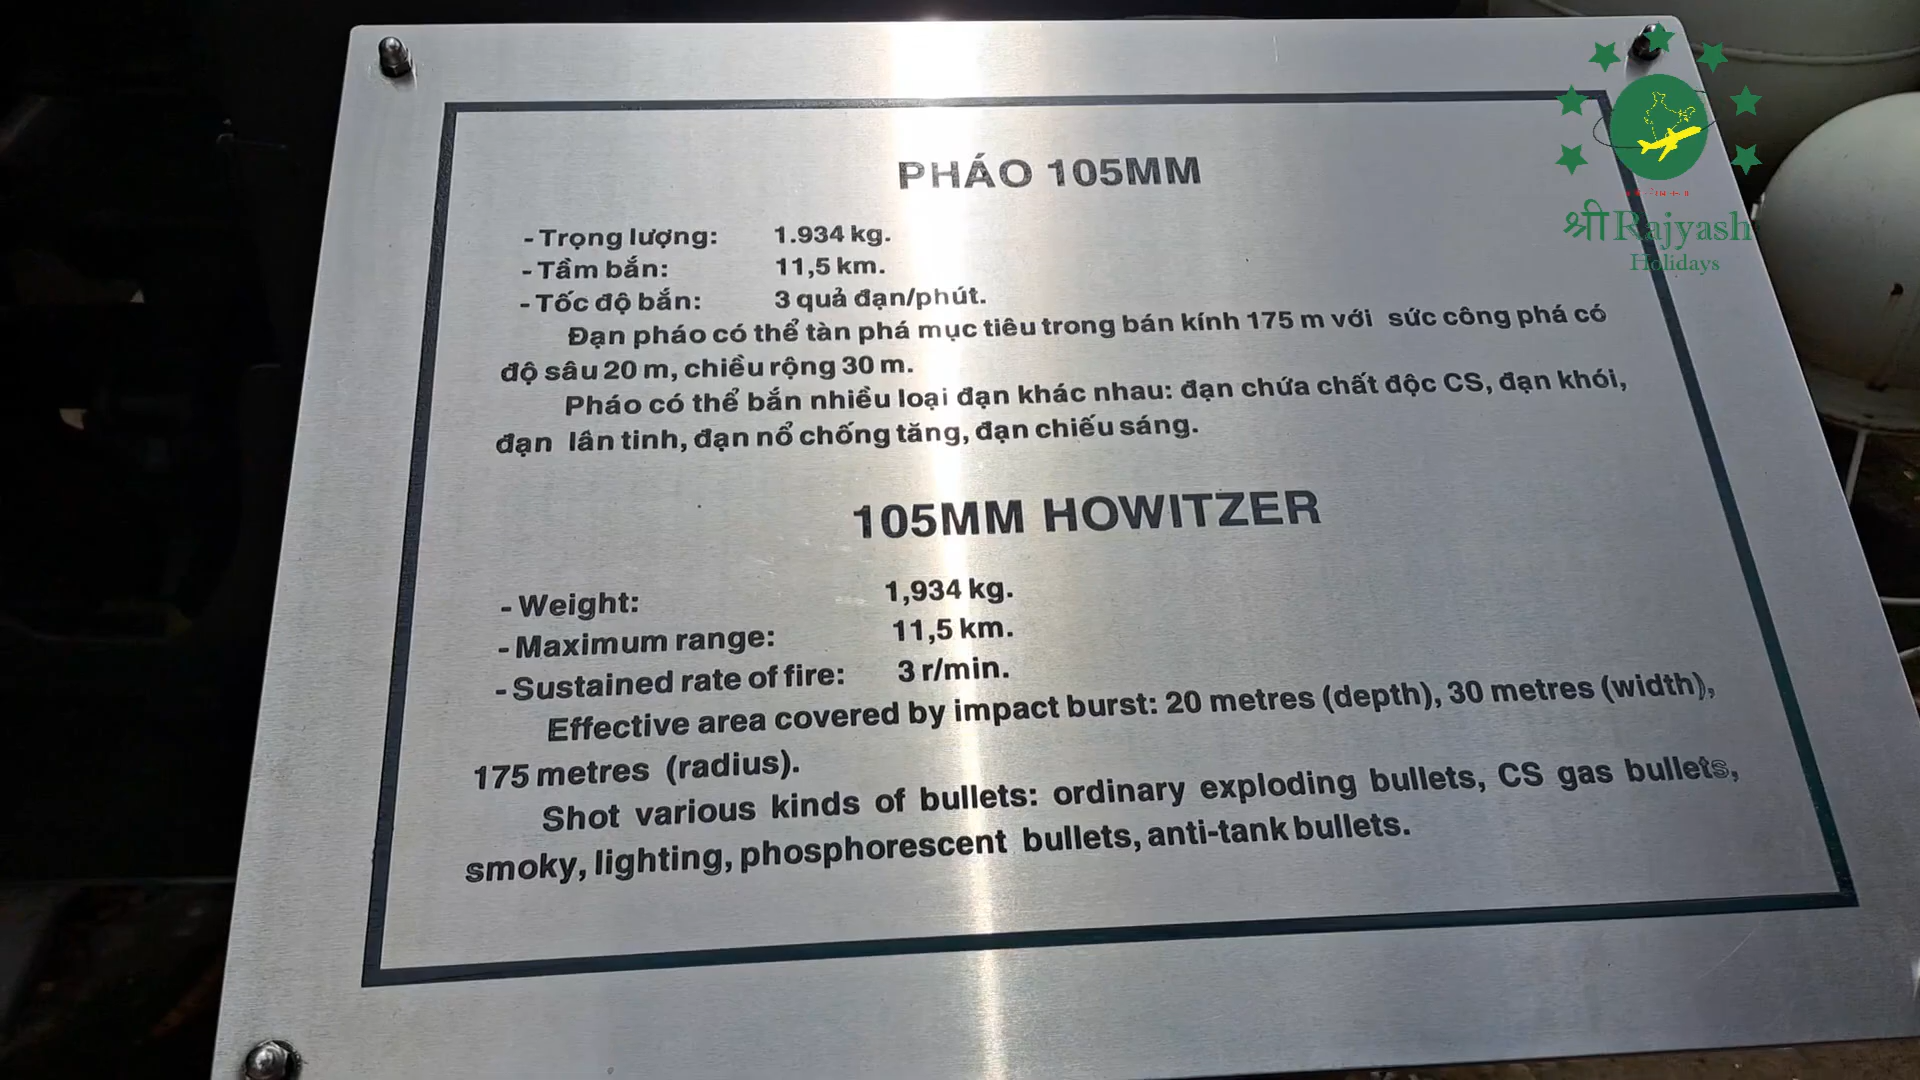 PHÁO 105MM
- Trọng lượng: 1.934 kg.
- Tầm bắn: 11,5 km.
- Tốc độ bắn: 3 quả đạn/phút.
Đạn pháo có thể tàn phá mục tiêu trong bán kính 175 m với sức công phá có
độ sâu 20 m, chiều rộng 30 m.
Pháo có thể bắn nhiều loại đạn khác nhau: đạn chứa chất độc CS, đạn khói,
đạn lân tinh, đạn nổ chống tăng, đạn chiếu sáng.
105MM HOWITZER
- Weight: 1,934 kg.
- Maximum range: 11,5 km.
- Sustained rate of fire: 3 r/min.
Effective area covered by impact burst: 20 metres (depth), 30 metres (width),
175 metres (radius).
Shot various kinds of bullets: ordinary exploding bullets, CS gas bullets,
smoky, lighting, phosphorescent bullets, anti-tank bullets.
श्री Rajyash
Holidays